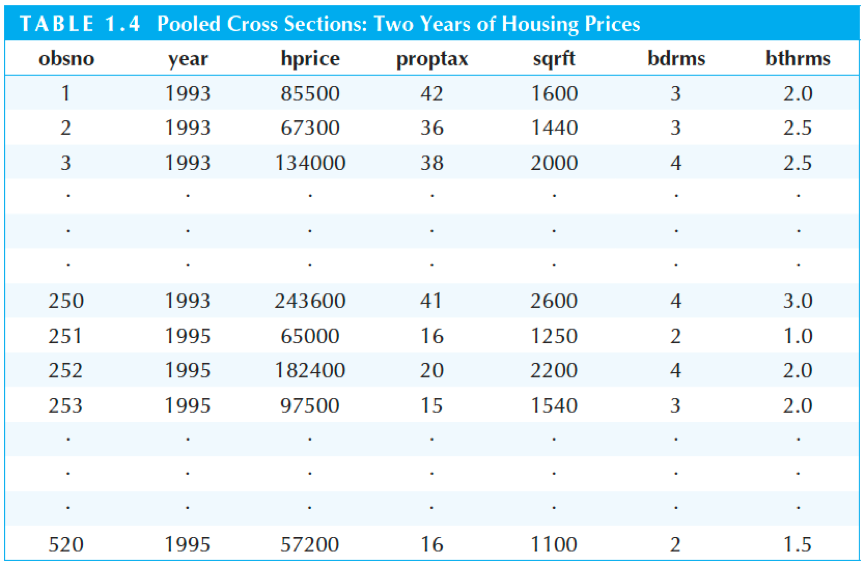 TABLE 1.4 Pooled Cross Sections: Two Years of Housing Prices
obsno year hprice proptax sqrft bdrms bthrms
1 1993 85500 42 1600 3 2.0
2 1993 67300 36 1440 3 2.5
3 1993 134000 38 2000 4 2.5
. . . . . . .
. . . . . . .
. . . . . . .
250 1993 243600 41 2600 4 3.0
251 1995 65000 16 1250 2 1.0
252 1995 182400 20 2200 4 2.0
253 1995 97500 15 1540 3 2.0
. . . . . . .
. . . . . . .
. . . . . . .
520 1995 57200 16 1100 2 1.5